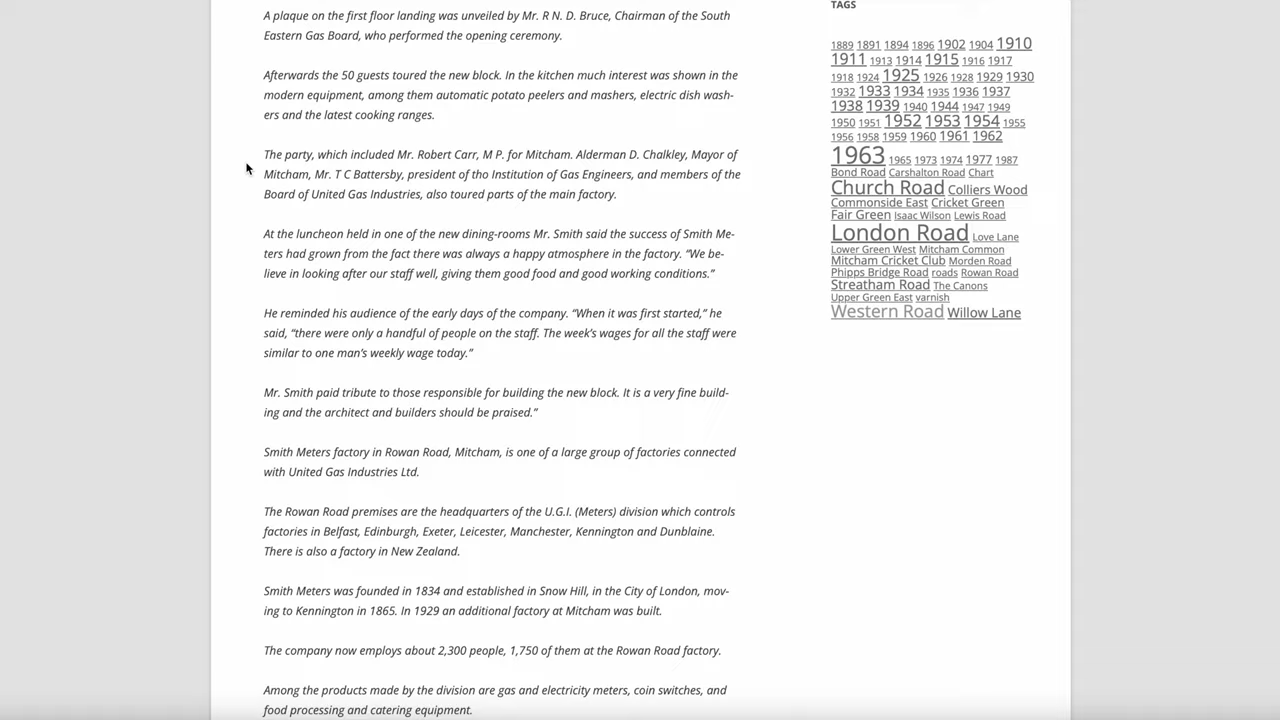 A plaque on the first floor landing was unveiled by Mr. R N. D. Bruce, Chairman of the South
Eastern Gas Board, who performed the opening ceremony.
Afterwards the 50 guests toured the new block. In the kitchen much interest was shown in the
modern equipment, among them automatic potato peelers and mashers, electric dish wash-
ers and the latest cooking ranges.
The party, which included Mr. Robert Carr, M P. for Mitcham. Alderman D. Chalkley, Mayor of
Mitcham, Mr. T C Battersby, president of tho Institution of Gas Engineers, and members of the
Board of United Gas Industries, also toured parts of the main factory.
At the luncheon held in one of the new dining-rooms Mr. Smith said the success of Smith Me-
ters had grown from the fact there was always a happy atmosphere in the factory. “We be-
lieve in looking after our staff well, giving them good food and good working conditions.”
He reminded his audience of the early days of the company. “When it was first started,” he
said, “there were only a handful of people on the staff. The week’s wages for all the staff were
similar to one man’s weekly wage today.”
Mr. Smith paid tribute to those responsible for building the new block. It is a very fine build-
ing and the architect and builders should be praised.”
Smith Meters factory in Rowan Road, Mitcham, is one of a large group of factories connected
with United Gas Industries Ltd.
The Rowan Road premises are the headquarters of the U.G.I. (Meters) division which controls
factories in Belfast, Edinburgh, Exeter, Leicester, Manchester, Kennington and Dunblaine.
There is also a factory in New Zealand.
Smith Meters was founded in 1834 and established in Snow Hill, in the City of London, mov-
ing to Kennington in 1865. In 1929 an additional factory at Mitcham was built.
The company now employs about 2,300 people, 1,750 of them at the Rowan Road factory.
Among the products made by the division are gas and electricity meters, coin switches, and
food processing and catering equipment.
TAGS
1889 1891 1894 1896 1902 1904 1910
1911 1913 1914 1915 1916 1917
1918 1924 1925 1926 1928 1929 1930
1932 1933 1934 1935 1936 1937
1938 1939 1940 1944 1947 1949
1950 1951 1952 1953 1954 1955
1956 1958 1959 1960 1961 1962
1963 1965 1973 1974 1977 1987
Bond Road Carshalton Road Chart
Church Road Colliers Wood
Commonside East Cricket Green
Fair Green Isaac Wilson Lewis Road
London Road Love Lane
Lower Green West Mitcham Common
Mitcham Cricket Club Morden Road
Phipps Bridge Road roads Rowan Road
Streatham Road The Canons
Upper Green East varnish
Western Road Willow Lane